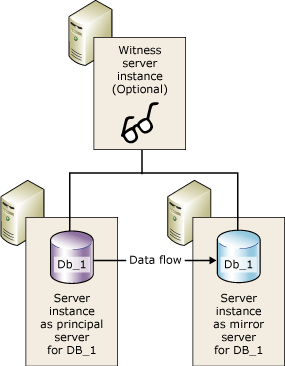 Witness
server
instance
(Optional)
Db_1
Data flow
Db_1
Server
instance
as principal
server
for DB_1
Server
instance
as mirror
server
for DB_1